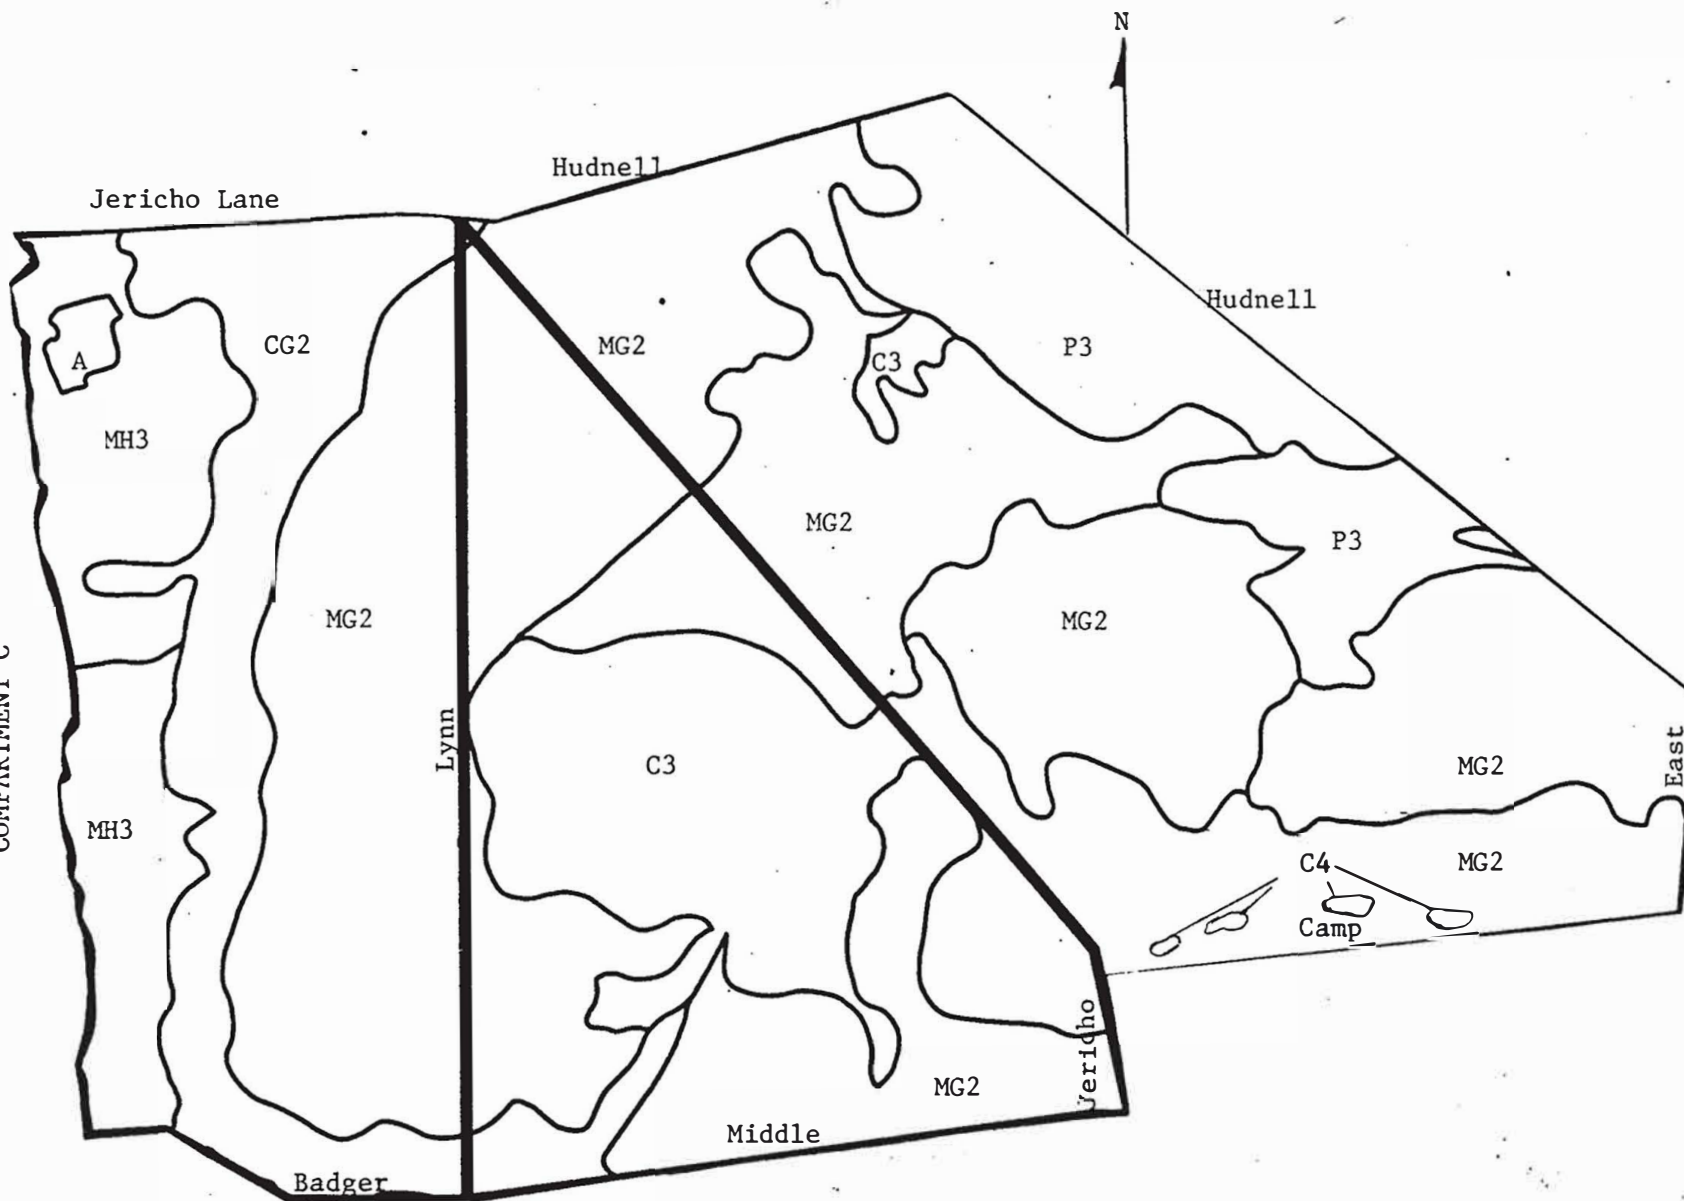 N
Hudnell
Jericho Lane
Hudnell
CG2
MG2
P3
A
C3
MH3
MG2
P3
MG2
MG2
COMPARTMENT C
Lynn
C3
East
MG2
MH3
C4
MG2
Camp
Jericho
MG2
Middle
Badger